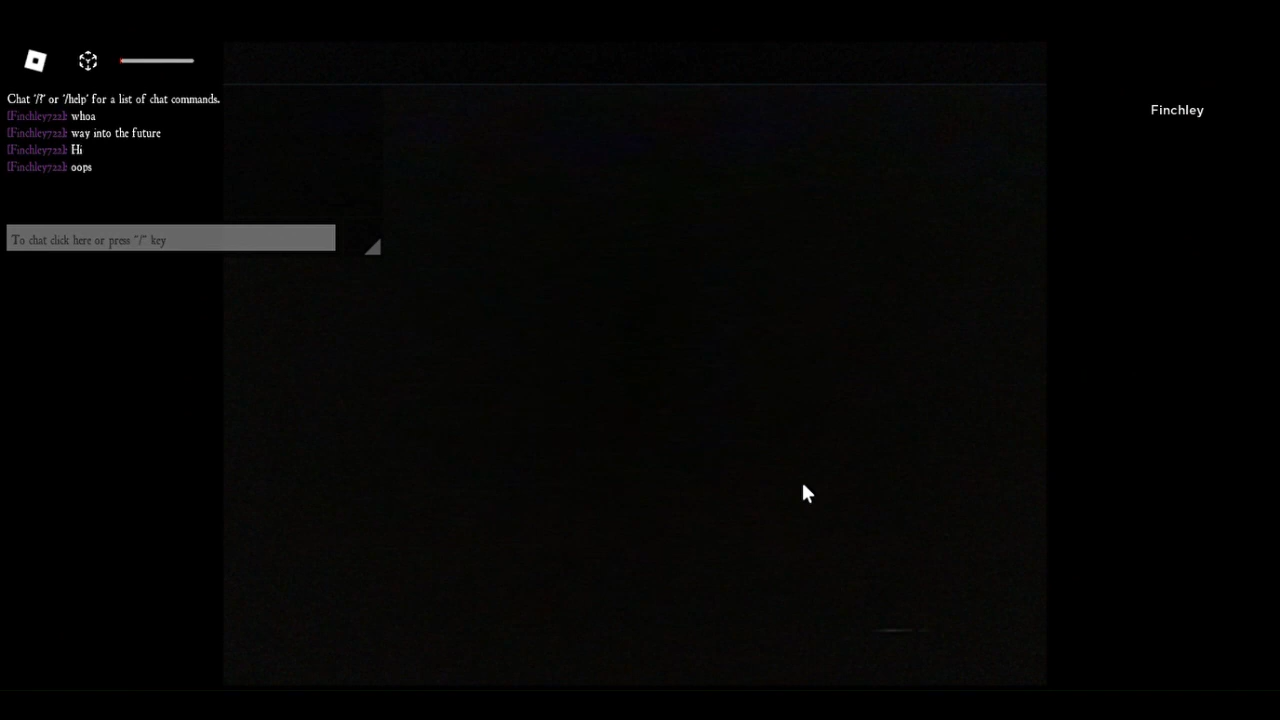 Chat '/?' or '/help' for a list of chat commands.
[Finchley722]: whoa
[Finchley722]: way into the future
[Finchley722]: Hi
[Finchley722]: oops
To chat click here or press "/" key
Finchley